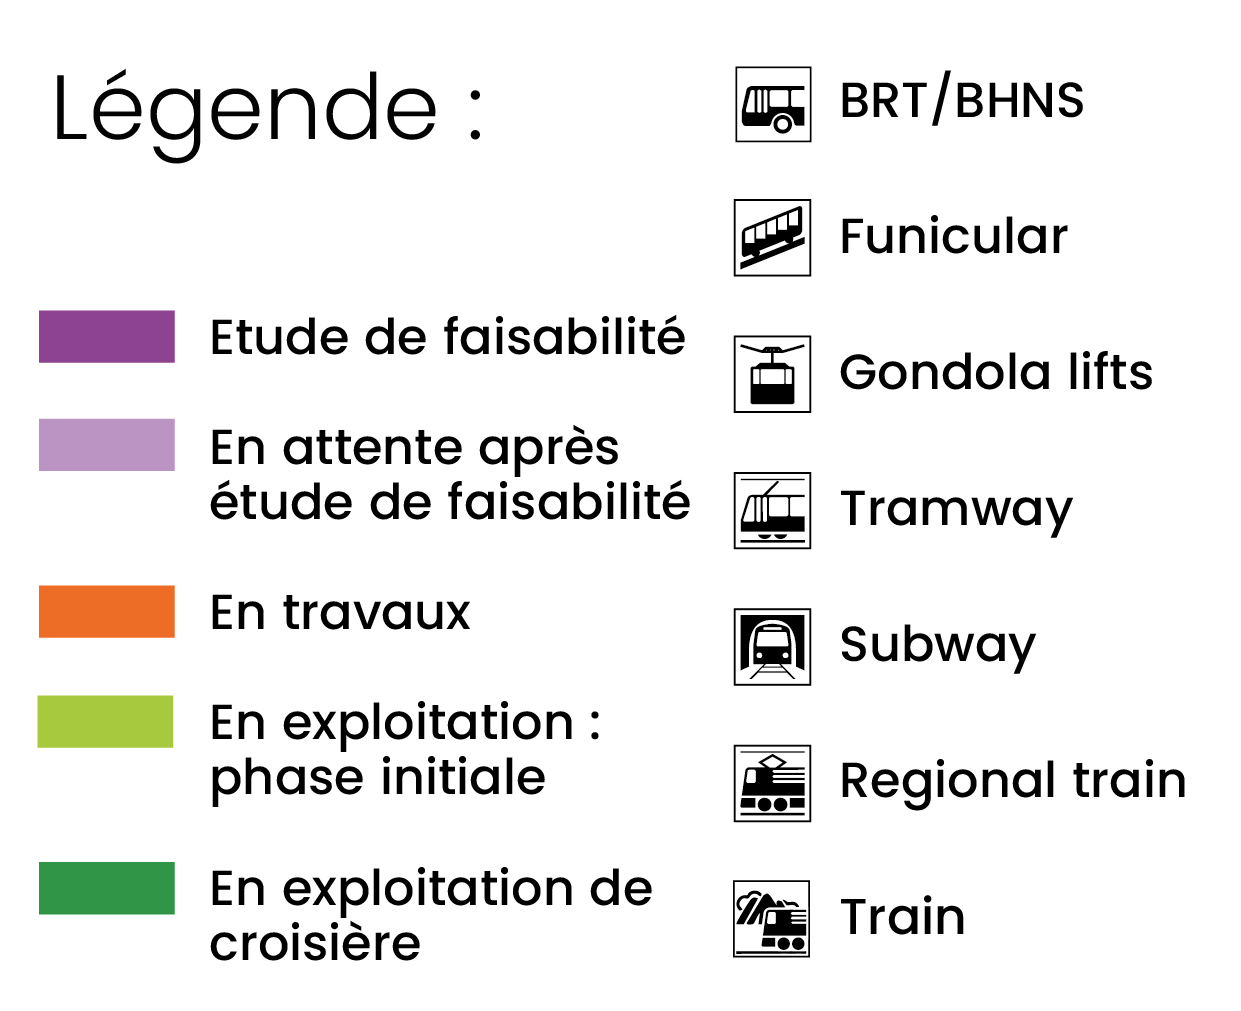 Légende :
Etude de faisabilité
En attente après
étude de faisabilité
En travaux
En exploitation :
phase initiale
En exploitation de
croisière
BRT/BHNS
Funicular
Gondola lifts
Tramway
Subway
Regional train
Train